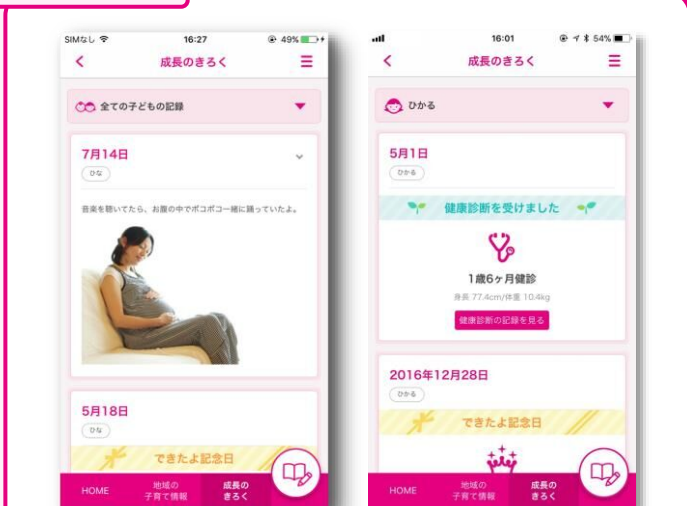 SIMなし 16:27 49%
成長のきろく
全ての子どもの記録
7月14日
ひな
音楽を聴いてたら、お腹の中でポコポコ一緒に踊っていたよ。
5月18日
ひな
できたよ記念日
HOME
地域の
子育て情報
成長の
きろく
16:01 54%
成長のきろく
ひかる
5月1日
ひかる
健康診断を受けました
1歳6ヶ月健診
身長 77.4cm/体重 10.4kg
健康診断の記録を見る
2016年12月28日
ひかる
できたよ記念日
HOME
地域の
子育て情報
成長の
きろく